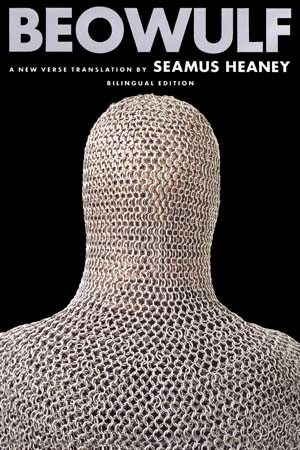 BEOWULF
A NEW VERSE TRANSLATION BY SEAMUS HEANEY
BILINGUAL EDITION